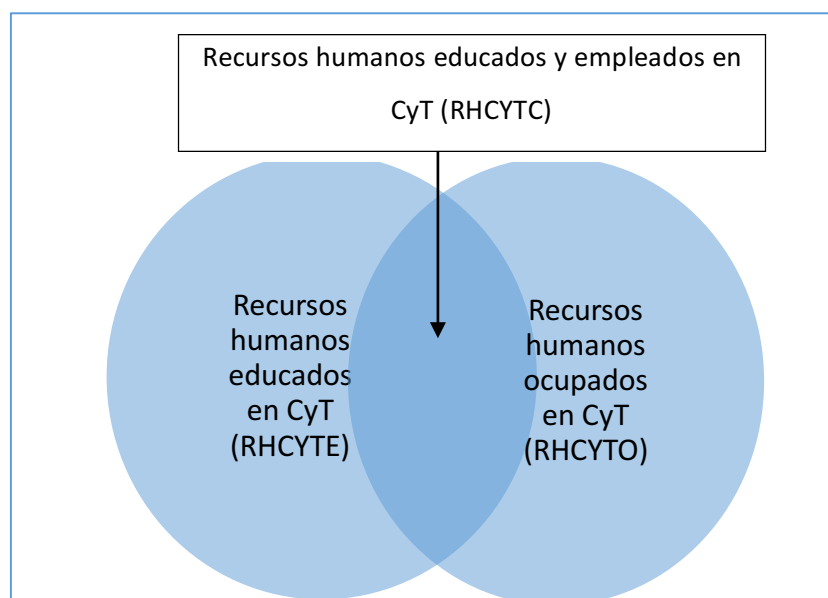 Recursos humanos educados y empleados en
CyT (RHCYTC)
Recursos
humanos
educados
en CyT
(RHCYTE)
Recursos
humanos
ocupados
en CyT
(RHCYTO)